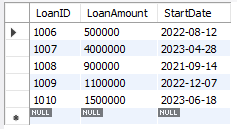 LoanID LoanAmount StartDate
1006 500000 2022-08-12
1007 4000000 2023-04-28
1008 900000 2021-09-14
1009 1100000 2022-12-07
1010 1500000 2023-06-18
NULL NULL NULL